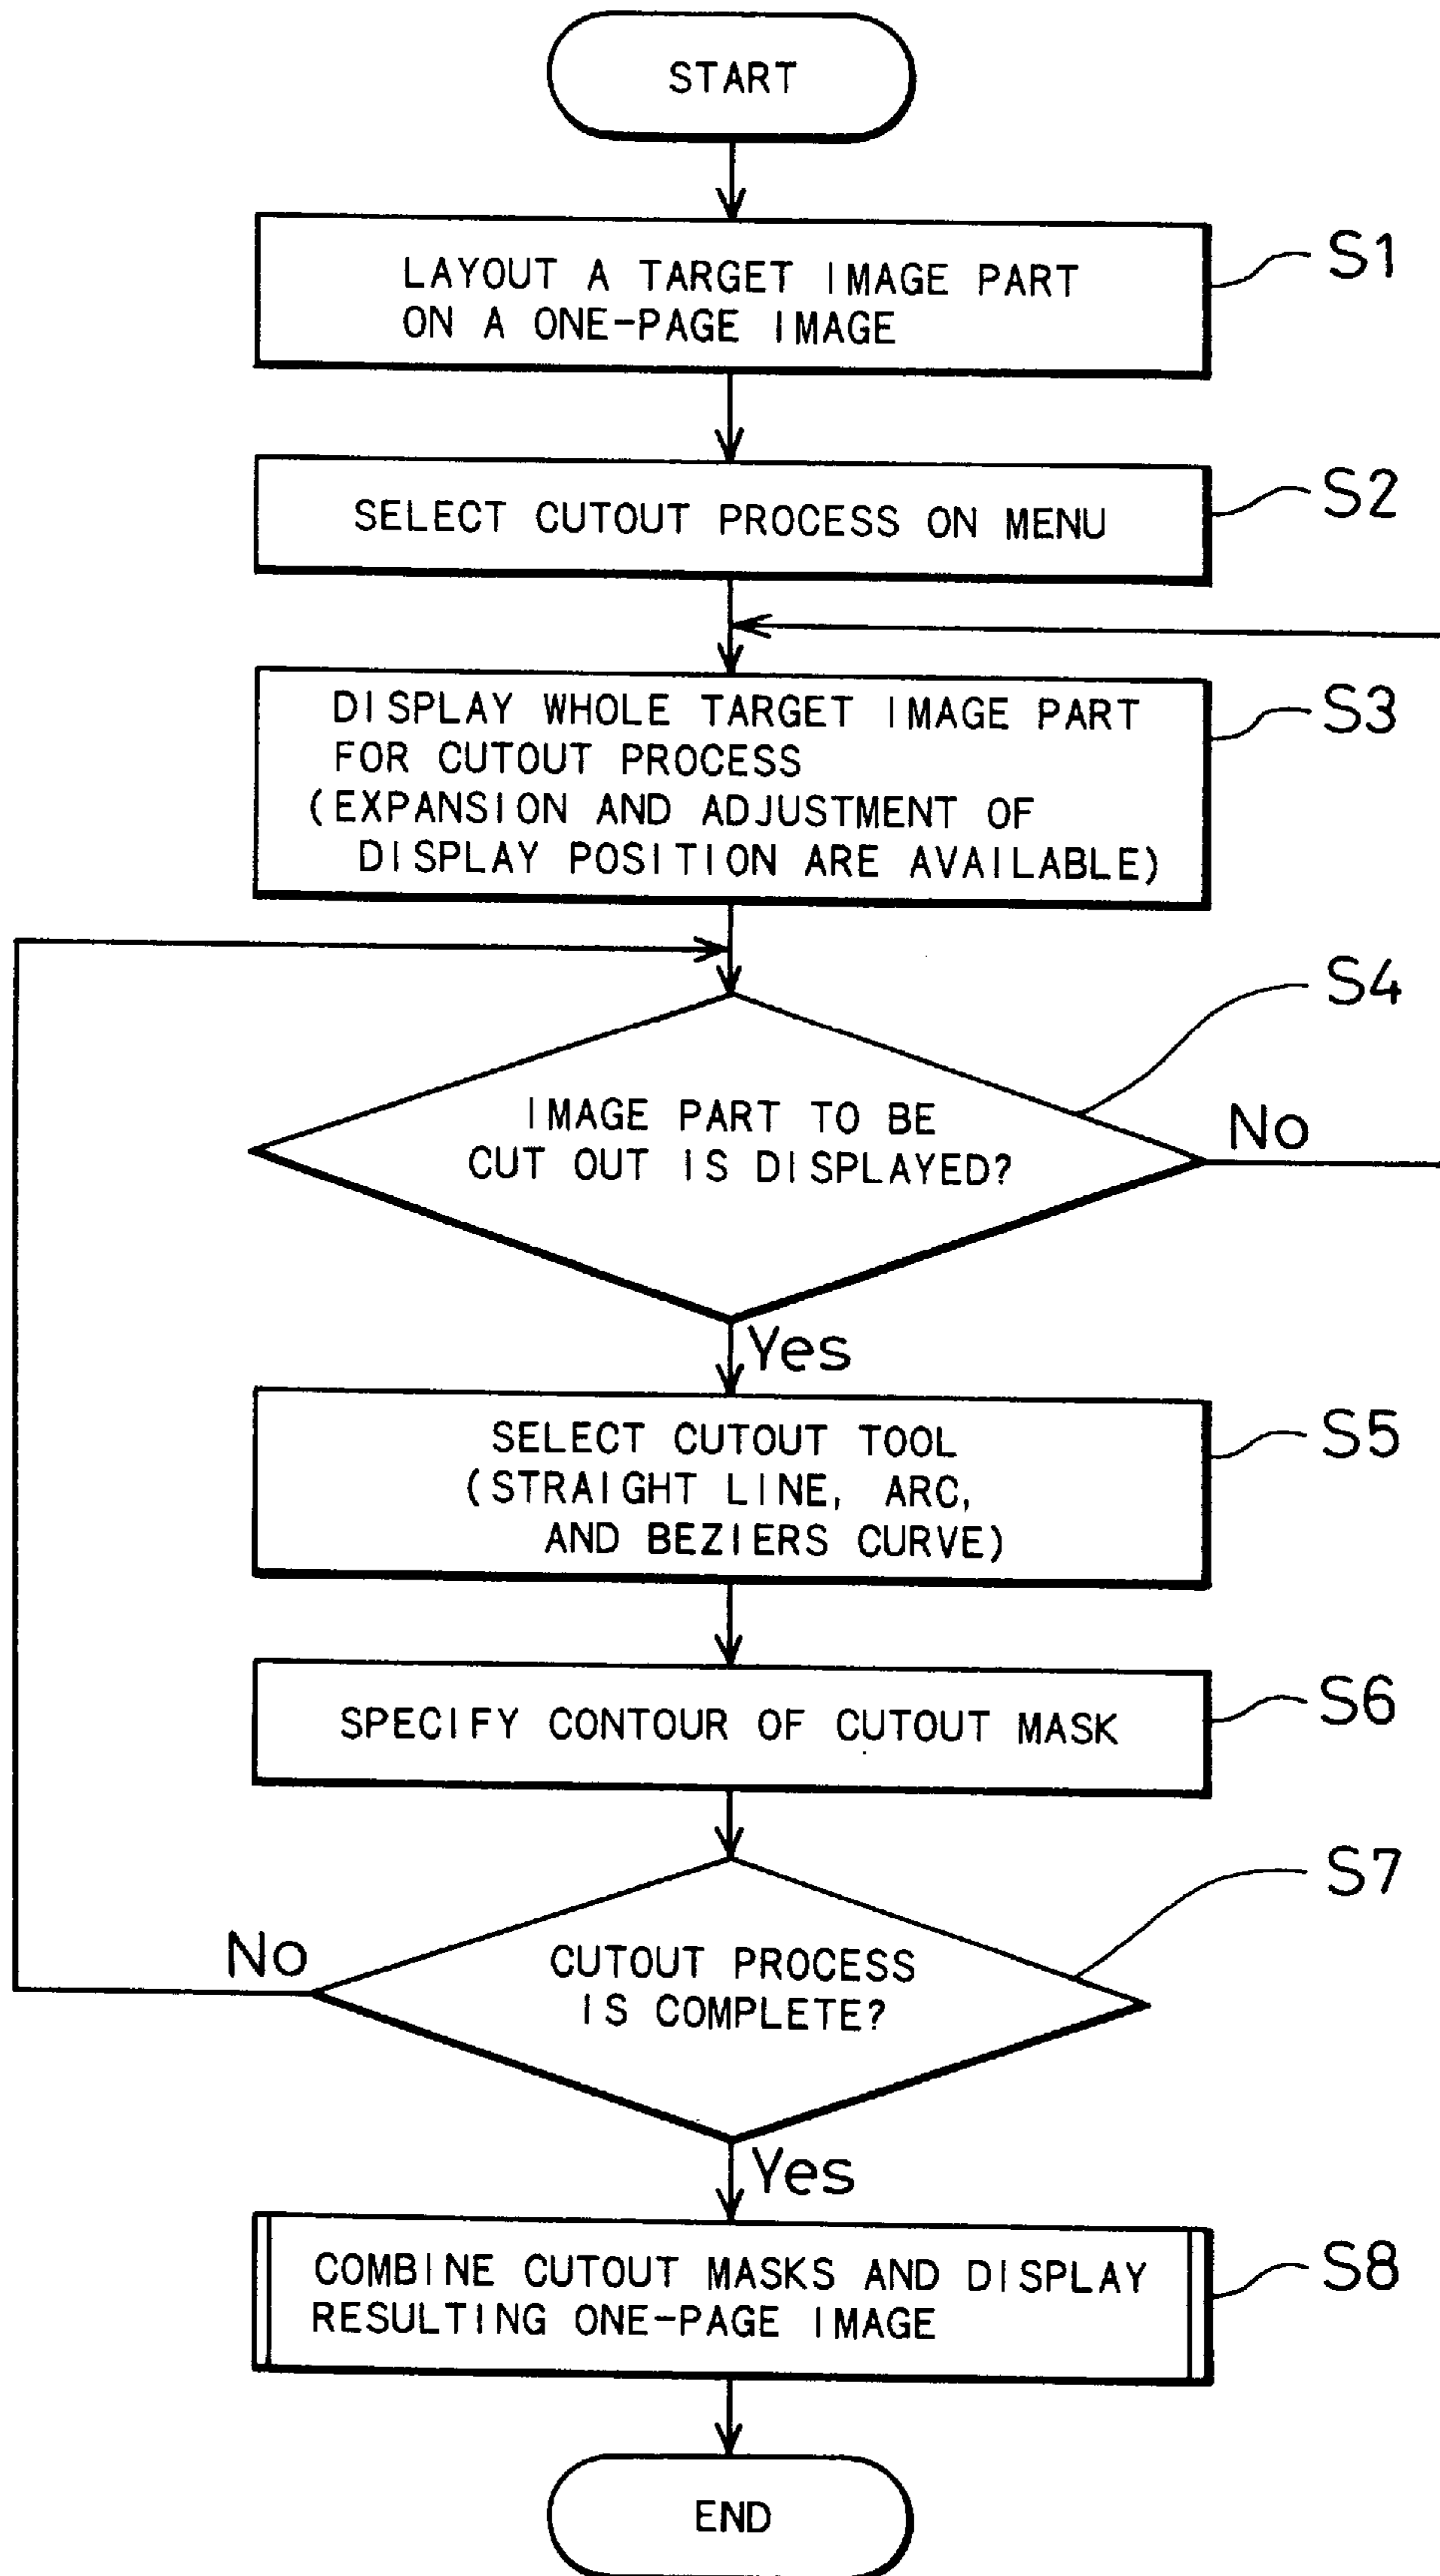 START
LAYOUT A TARGET IMAGE PART
ON A ONE-PAGE IMAGE
S1
SELECT CUTOUT PROCESS ON MENU
S2
DISPLAY WHOLE TARGET IMAGE PART
FOR CUTOUT PROCESS
(EXPANSION AND ADJUSTMENT OF
DISPLAY POSITION ARE AVAILABLE)
S3
IMAGE PART TO BE
CUT OUT IS DISPLAYED?
S4
No
Yes
SELECT CUTOUT TOOL
(STRAIGHT LINE, ARC,
AND BEZIERS CURVE)
S5
SPECIFY CONTOUR OF CUTOUT MASK
S6
CUTOUT PROCESS
IS COMPLETE?
S7
No
Yes
COMBINE CUTOUT MASKS AND DISPLAY
RESULTING ONE-PAGE IMAGE
S8
END